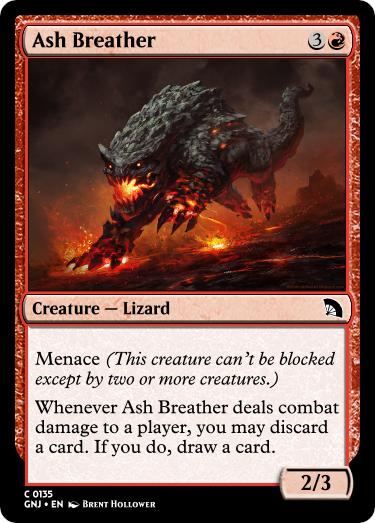 Ash Breather 3
Creature — Lizard
Menace (This creature can't be blocked
except by two or more creatures.)
Whenever Ash Breather deals combat
damage to a player, you may discard
a card. If you do, draw a card.
2/3
C 0135
GNJ • EN Brent Hollower